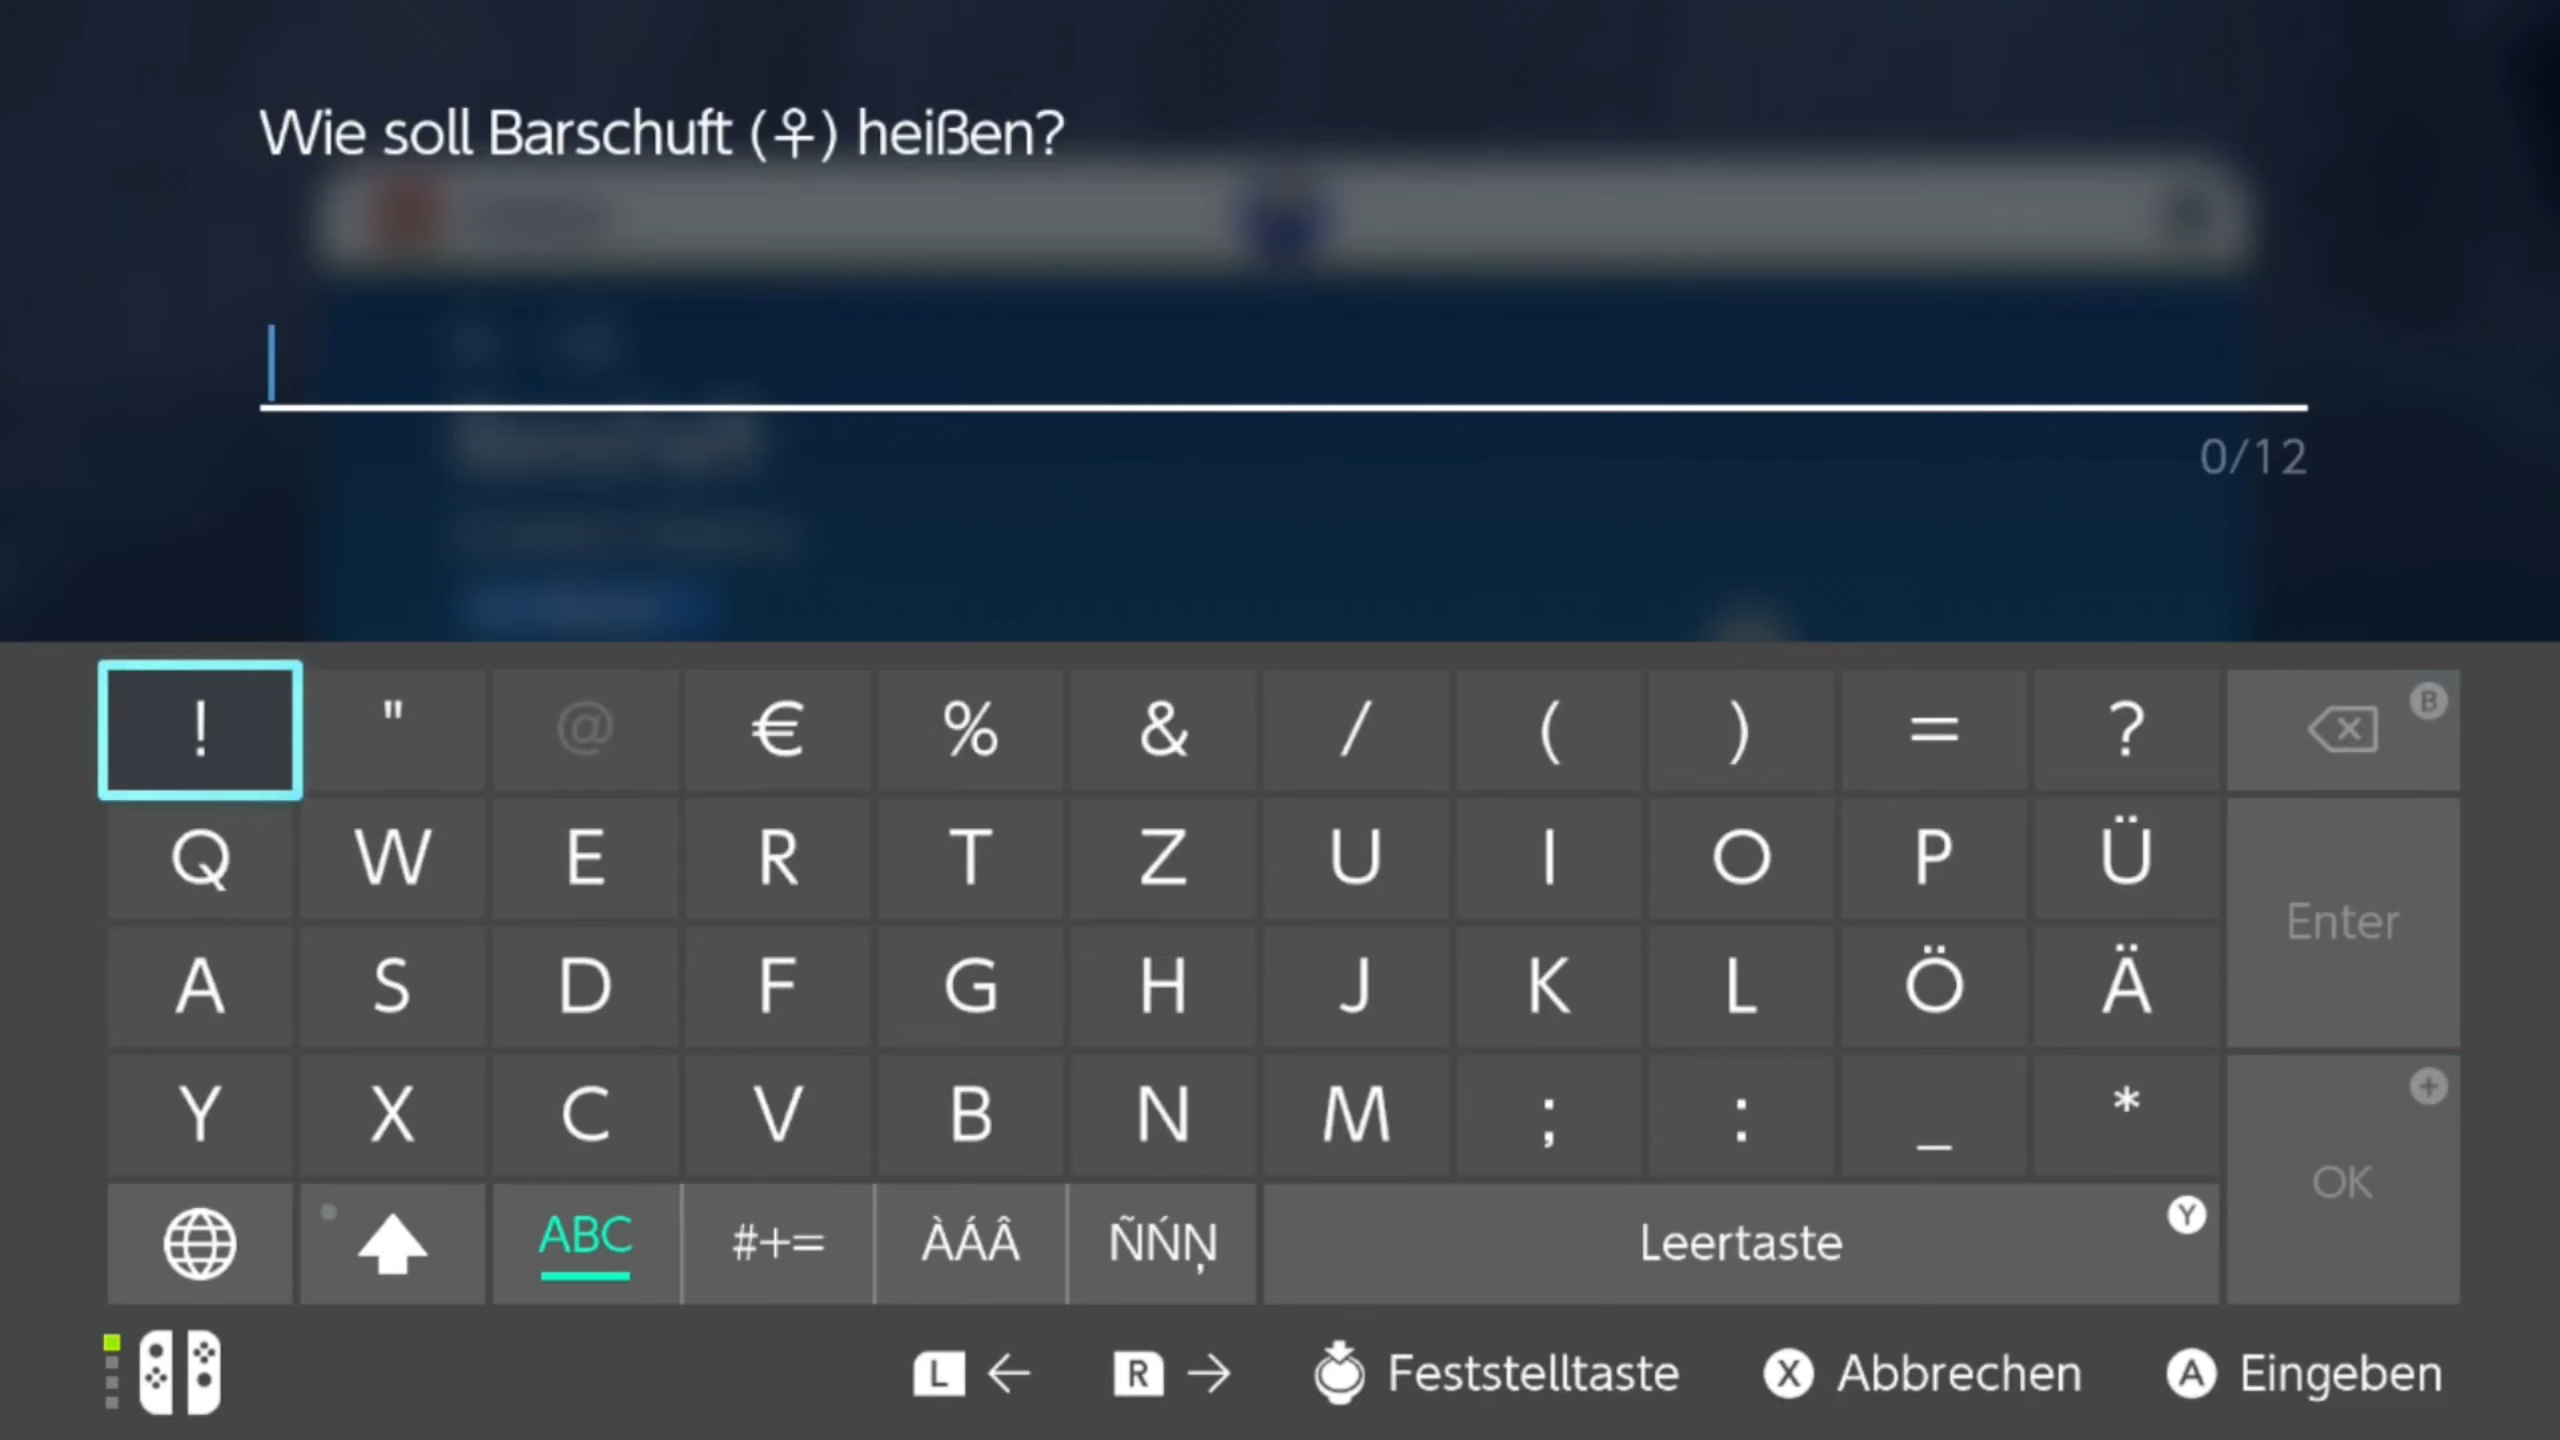 Wie soll Barschuft (♀) heißen?
0/12
! " @ € % & / ( ) = ? B
Q W E R T Z U I O P Ü
Enter
A S D F G H J K L Ö Ä
Y X C V B N M ; : _ * +
OK
ABC #+= ÀÁÂ ÑŃŅ Leertaste Y
L ← R → Feststelltaste X Abbrechen A Eingeben